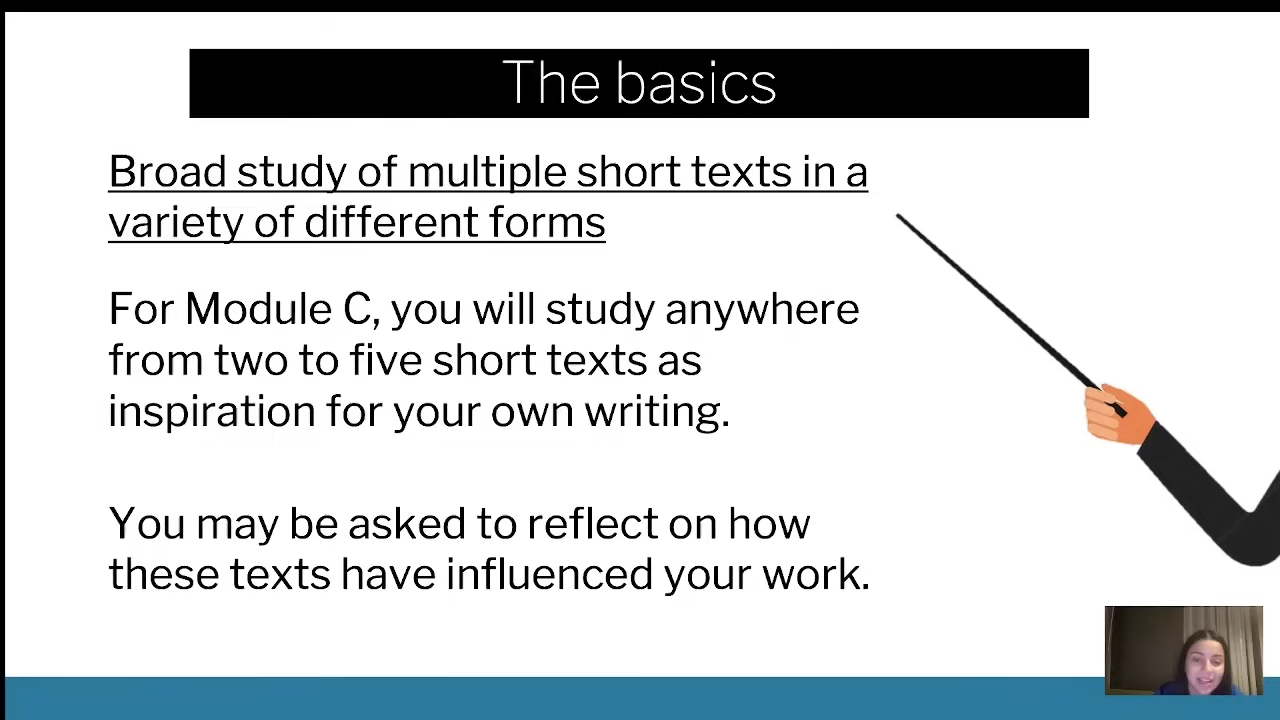 The basics
Broad study of multiple short texts in a
variety of different forms
For Module C, you will study anywhere
from two to five short texts as
inspiration for your own writing.
You may be asked to reflect on how
these texts have influenced your work.